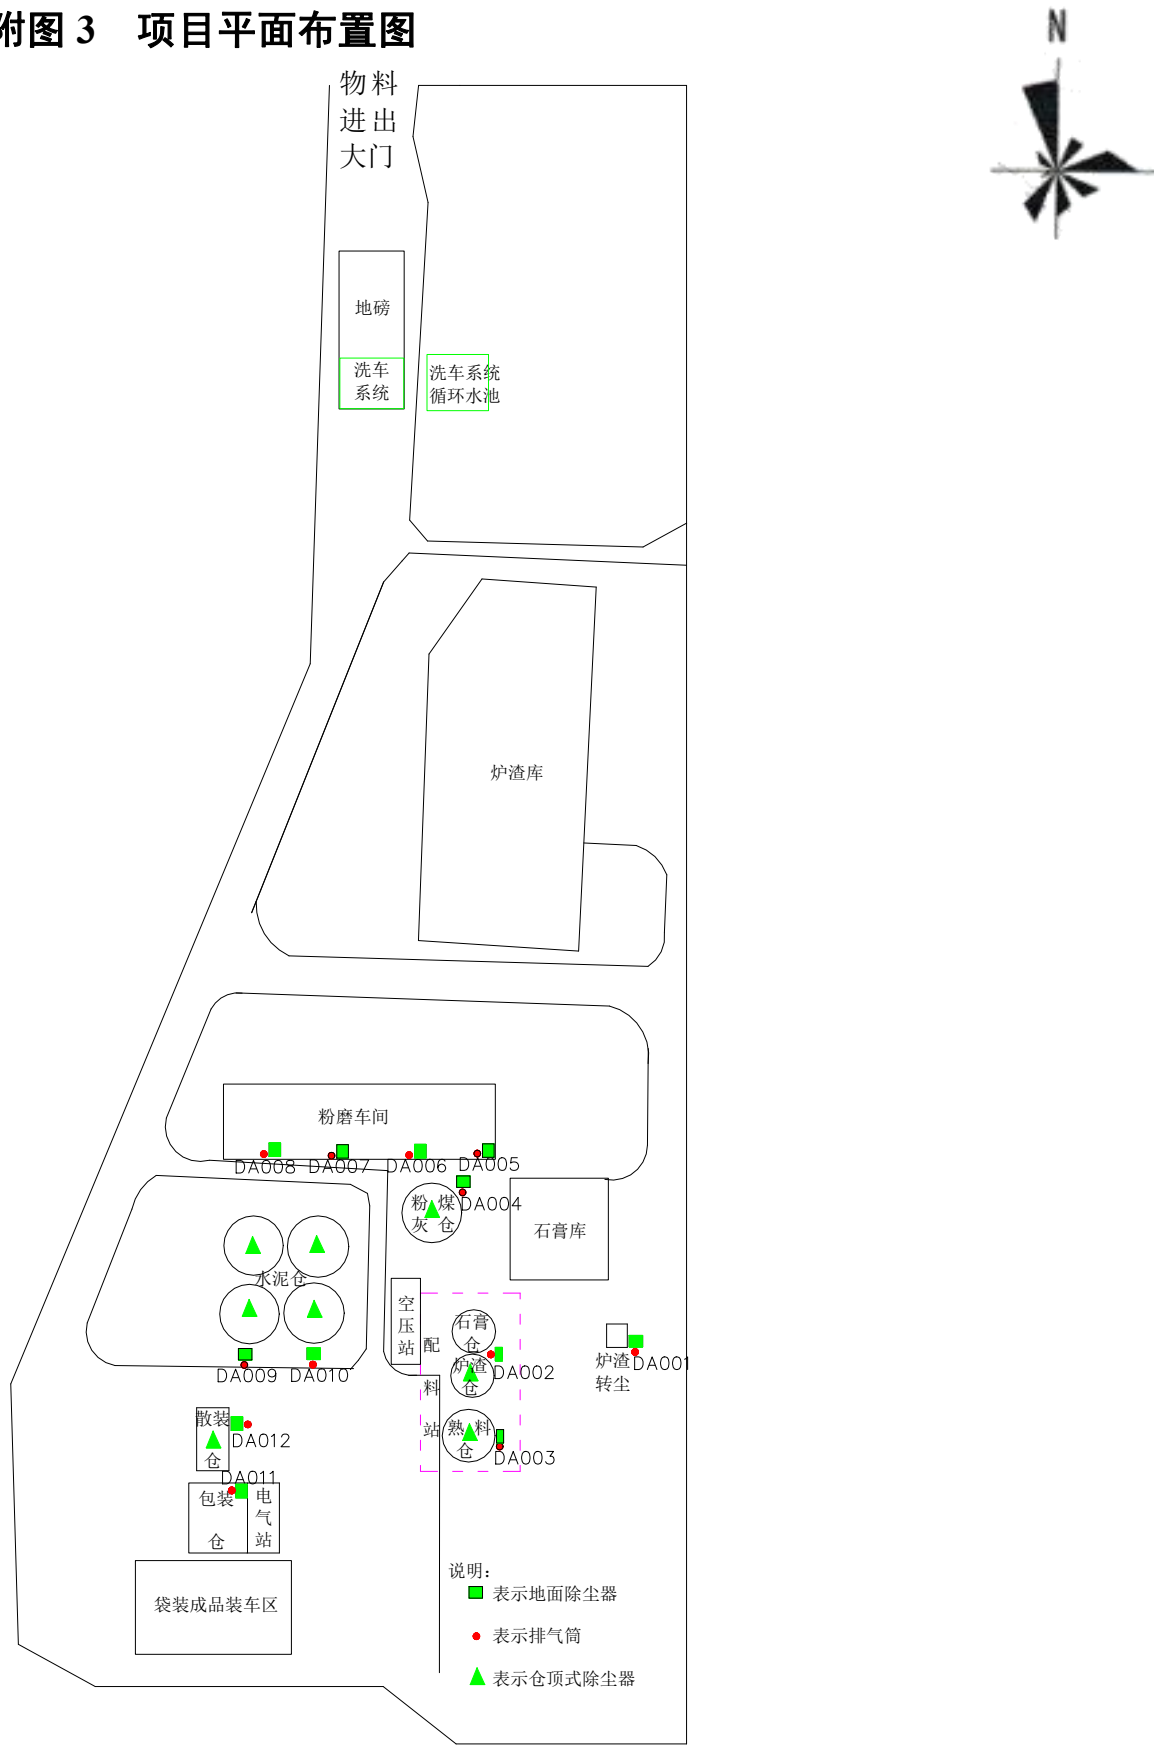 附图 3 项目平面布置图
N
物料
进出
大门
地磅
洗车
系统
洗车系统
循环水池
炉渣库
粉磨车间
DA008
DA007
DA006
DA005
粉 煤
灰 仓
DA004
石膏库
水泥仓
空
压
站
配
料
站
石膏
仓
炉渣
仓
DA002
熟 料
仓
DA003
炉渣
转尘
DA001
DA009
DA010
散装
仓
DA012
DA011
包装
仓
电
气
站
袋装成品装车区
说明：
表示地面除尘器
表示排气筒
表示仓顶式除尘器